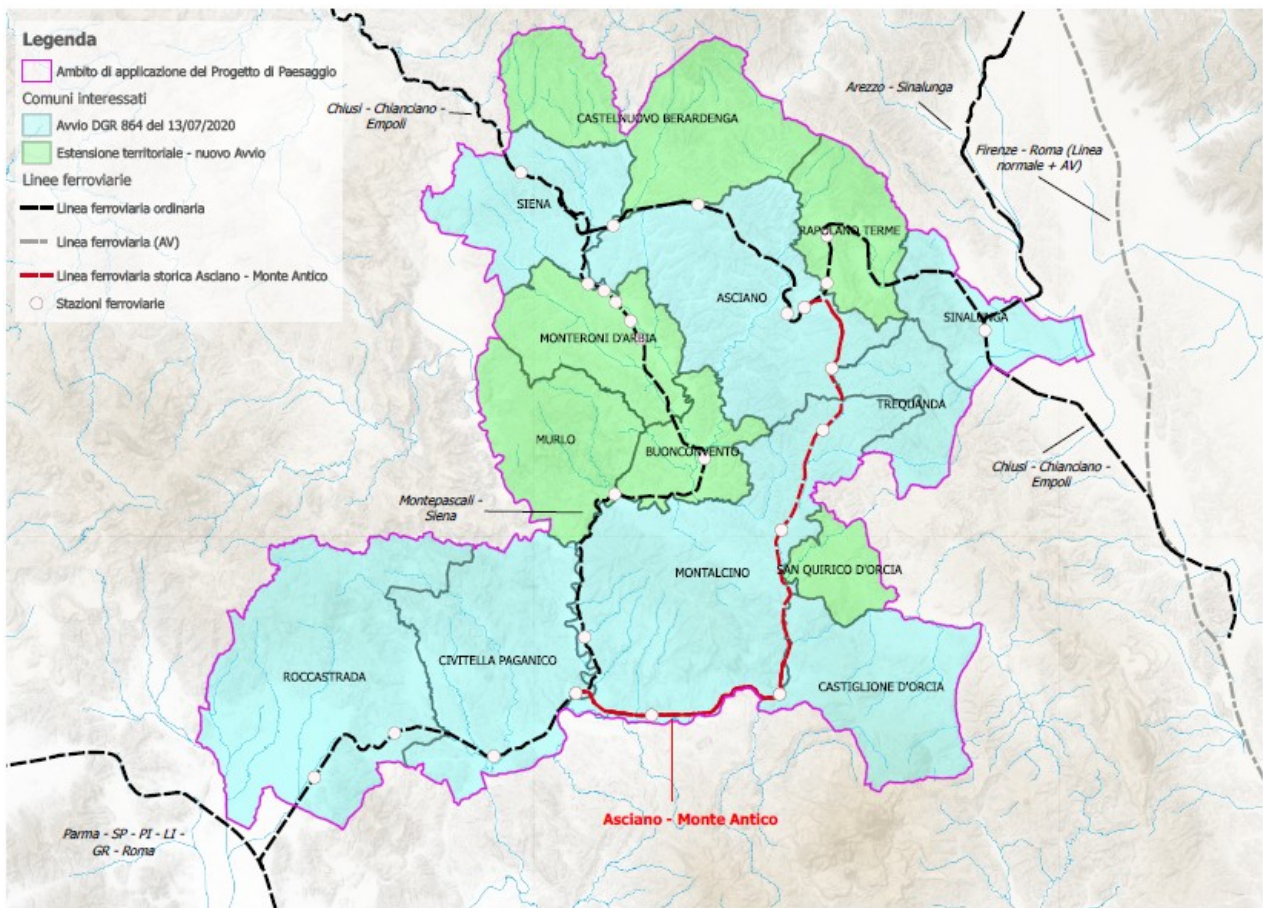 Legenda
Ambito di applicazione del Progetto di Paesaggio
Comuni interessati
Avvio DGR 864 del 13/07/2020
Estensione territoriale - nuovo Avvio
Linee ferroviarie
Linea ferroviaria ordinaria
Linea ferroviaria (AV)
Linea ferroviaria storica Asciano - Monte Antico
Stazioni ferroviarie
Chiusi - Chianciano -
Empoli
Arezzo - Sinalunga
Firenze - Roma (Linea
normale + AV)
CASTELNUOVO BERARDENGA
SIENA
RAPOLANO TERME
ASCIANO
SINALUNGA
MONTERONI D'ARBIA
TREQUANDA
MURLO
BUONCONVENTO
Chiusi - Chianciano -
Empoli
Montepascali -
Siena
MONTALCINO
SAN QUIRICO D'ORCIA
CIVITELLA PAGANICO
ROCCASTRADA
CASTIGLIONE D'ORCIA
Asciano - Monte Antico
Parma - SP - PI - LI -
GR - Roma